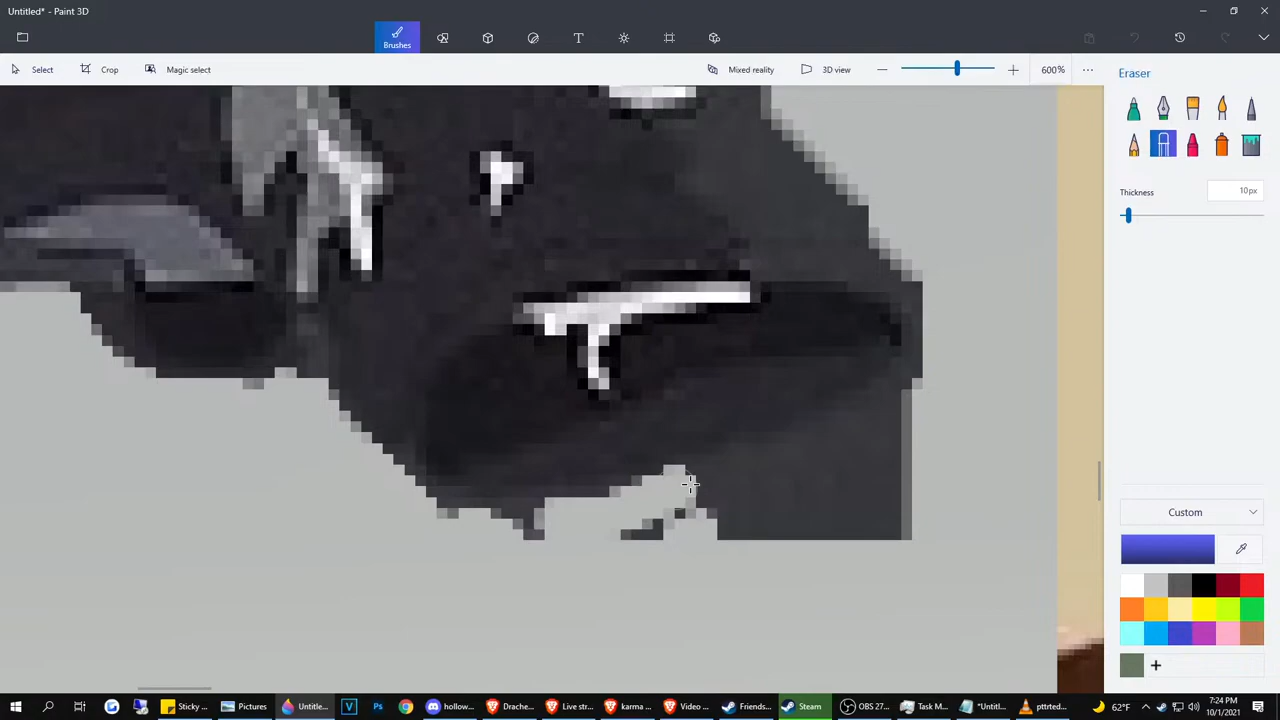 Untitled* - Paint 3D
Brushes
Select
Crop
Magic select
Mixed reality
3D view
600%
Eraser
Thickness
10px
Custom
Sticky ...
Pictures
Untitle...
hollow...
Drache...
Live str...
karma ...
Video ...
Friends...
Steam
OBS 27...
Task M...
*Untitl...
pttrted...
62°F
7:24 PM
10/1/2021